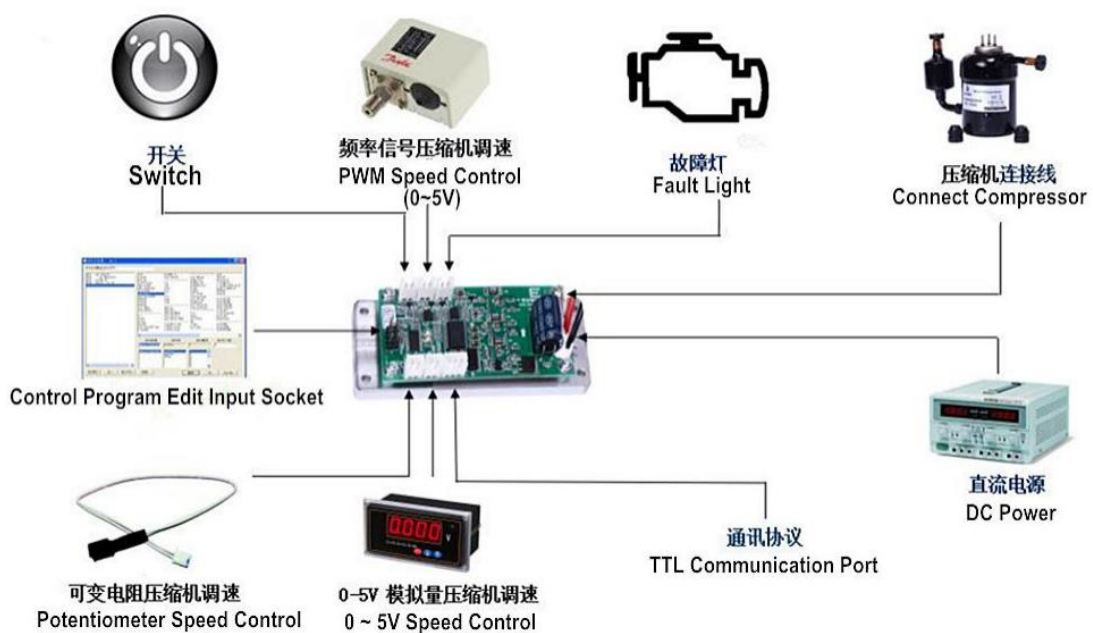 开关
Switch
Danfoss
频率信号压缩机调速
PWM Speed Control
(0~5V)
故障灯
Fault Light
压缩机连接线
Connect Compressor
Control Program Edit Input Socket
直流电源
DC Power
可变电阻压缩机调速
Potentiometer Speed Control
0.000
V
0-5V 模拟量压缩机调速
0 ~ 5V Speed Control
通讯协议
TTL Communication Port